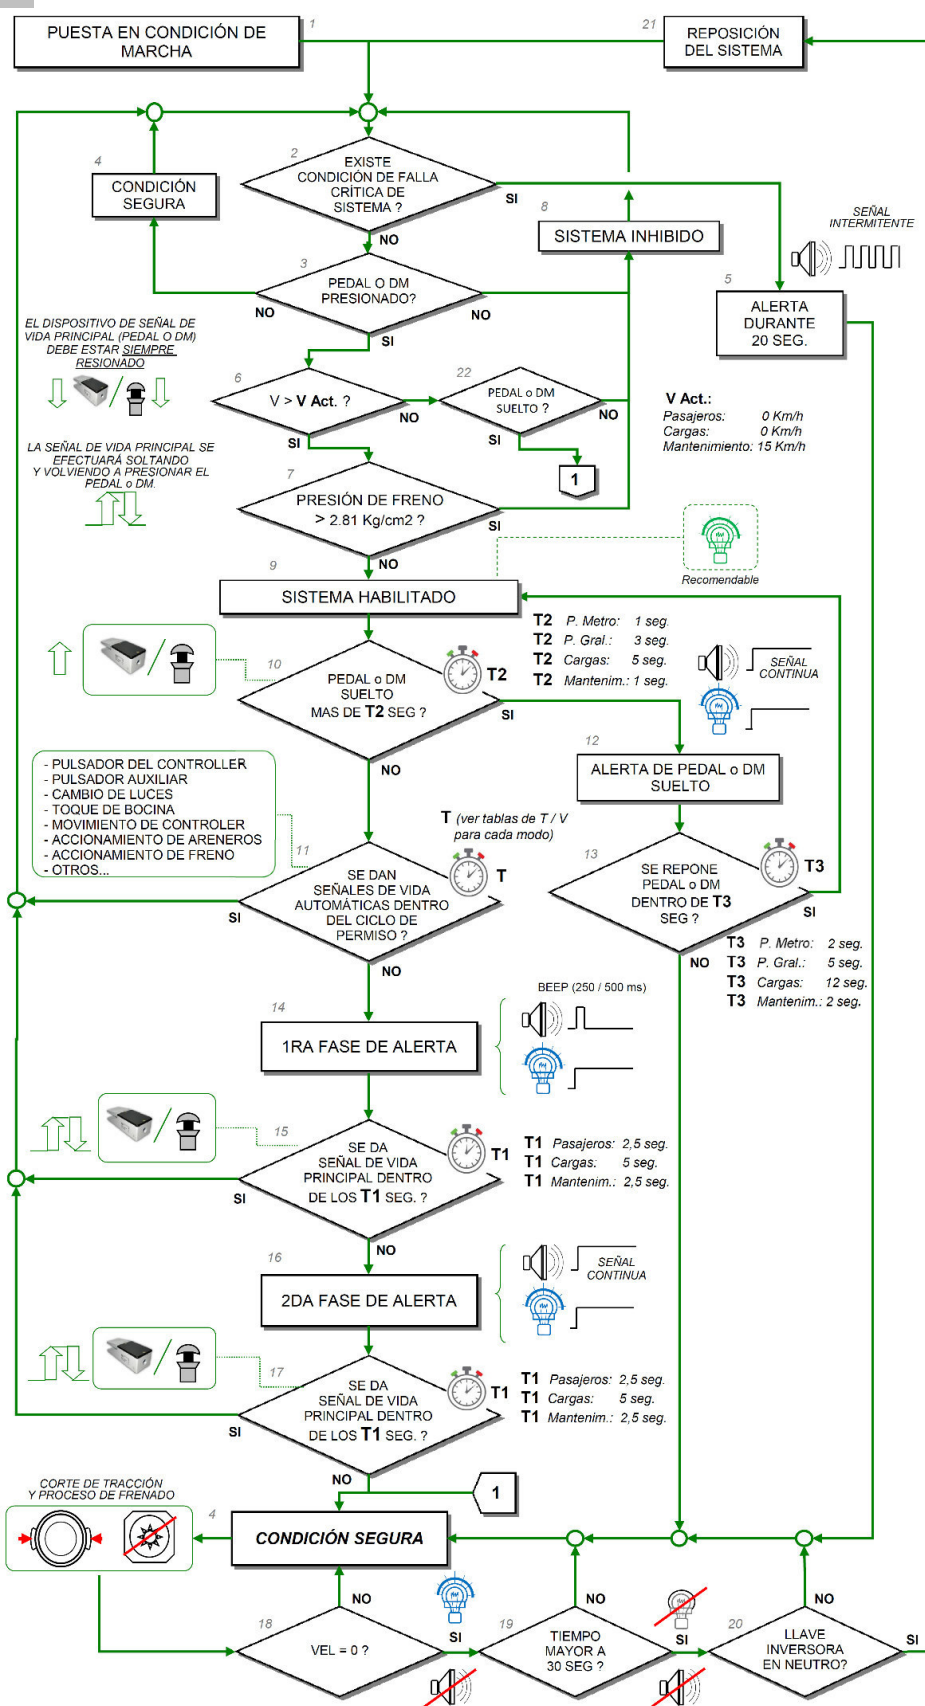 PUESTA EN CONDICIÓN DE
MARCHA
1
21
REPOSICIÓN
DEL SISTEMA
2
EXISTE
CONDICIÓN DE FALLA
CRÍTICA DE
SISTEMA ?
SI
NO
4
CONDICIÓN
SEGURA
8
SISTEMA INHIBIDO
SEÑAL
INTERMITENTE
5
ALERTA
DURANTE
20 SEG.
3
PEDAL O DM
PRESIONADO?
NO
NO
SI
EL DISPOSITIVO DE SEÑAL DE
VIDA PRINCIPAL (PEDAL O DM)
DEBE ESTAR SIEMPRE
RESIONADO
6
V > V Act. ?
NO
SI
22
PEDAL o DM
SUELTO ?
NO
SI
1
V Act.:
Pasajeros: 0 Km/h
Cargas: 0 Km/h
Mantenimiento: 15 Km/h
LA SEÑAL DE VIDA PRINCIPAL SE
EFECTUARÁ SOLTANDO
Y VOLVIENDO A PRESIONAR EL
PEDAL o DM.
7
PRESIÓN DE FRENO
> 2.81 Kg/cm2 ?
SI
NO
Recomendable
9
SISTEMA HABILITADO
T2 P. Metro: 1 seg.
T2 P. Gral.: 3 seg.
T2 Cargas: 5 seg.
T2 Mantenim.: 1 seg.
SEÑAL
CONTINUA
10
PEDAL o DM
SUELTO
MAS DE T2 SEG ?
T2
SI
NO
12
ALERTA DE PEDAL o DM
SUELTO
- PULSADOR DEL CONTROLLER
- PULSADOR AUXILIAR
- CAMBIO DE LUCES
- TOQUE DE BOCINA
- MOVIMIENTO DE CONTROLER
- ACCIONAMIENTO DE ARENEROS
- ACCIONAMIENTO DE FRENO
- OTROS...
T (ver tablas de T / V
para cada modo)
11
SE DAN
SEÑALES DE VIDA
AUTOMÁTICAS DENTRO
DEL CICLO DE
PERMISO ?
T
SI
NO
13
SE REPONE
PEDAL o DM
DENTRO DE T3
SEG ?
T3
SI
NO
T3 P. Metro: 2 seg.
T3 P. Gral.: 5 seg.
T3 Cargas: 12 seg.
T3 Mantenim.: 2 seg.
14
1RA FASE DE ALERTA
BEEP (250 / 500 ms)
15
SE DA
SEÑAL DE VIDA
PRINCIPAL DENTRO
DE LOS T1 SEG. ?
T1
T1 Pasajeros: 2,5 seg.
T1 Cargas: 5 seg.
T1 Mantenim.: 2,5 seg.
SI
NO
16
2DA FASE DE ALERTA
SEÑAL
CONTINUA
17
SE DA
SEÑAL DE VIDA
PRINCIPAL DENTRO
DE LOS T1 SEG. ?
T1
T1 Pasajeros: 2,5 seg.
T1 Cargas: 5 seg.
T1 Mantenim.: 2,5 seg.
SI
NO
1
CORTE DE TRACCIÓN
Y PROCESO DE FRENADO
4
CONDICIÓN SEGURA
18
VEL = 0 ?
NO
SI
19
TIEMPO
MAYOR A
30 SEG ?
NO
SI
20
LLAVE
INVERSORA
EN NEUTRO?
NO
SI